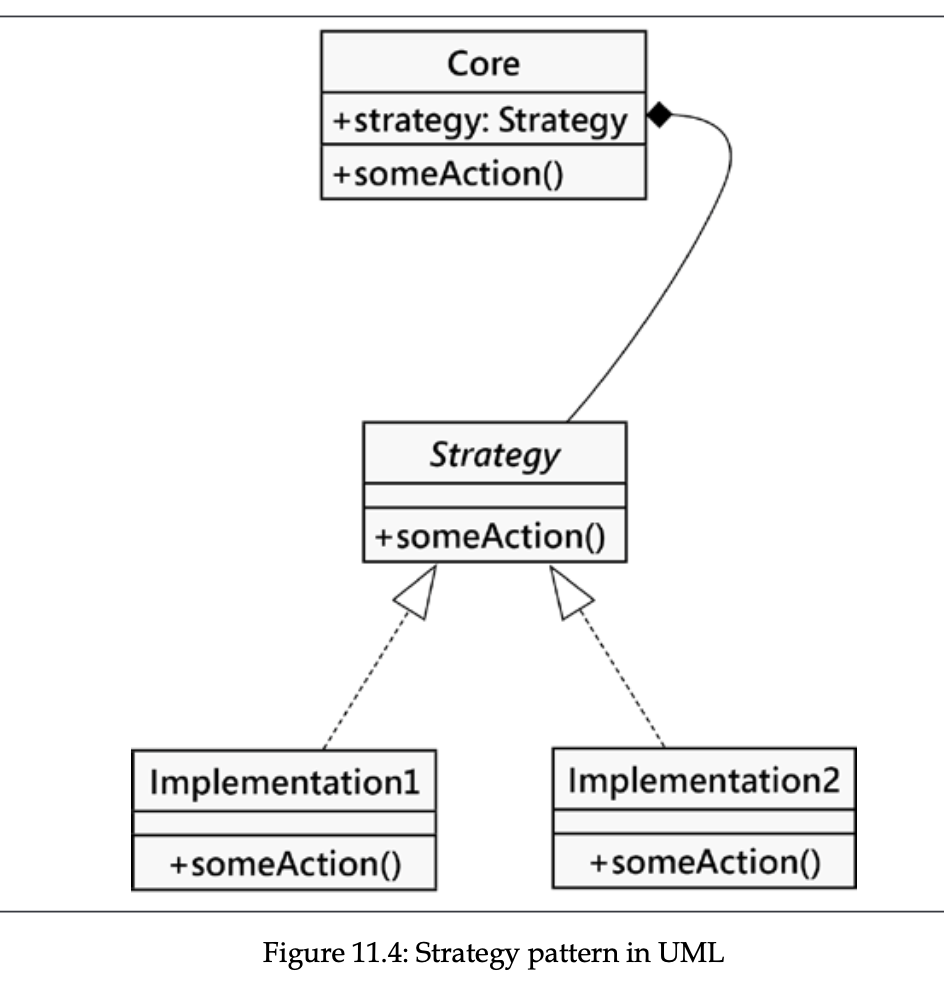 Core
+strategy: Strategy
+someAction()
Strategy
+someAction()
Implementation1
+someAction()
Implementation2
+someAction()
Figure 11.4: Strategy pattern in UML